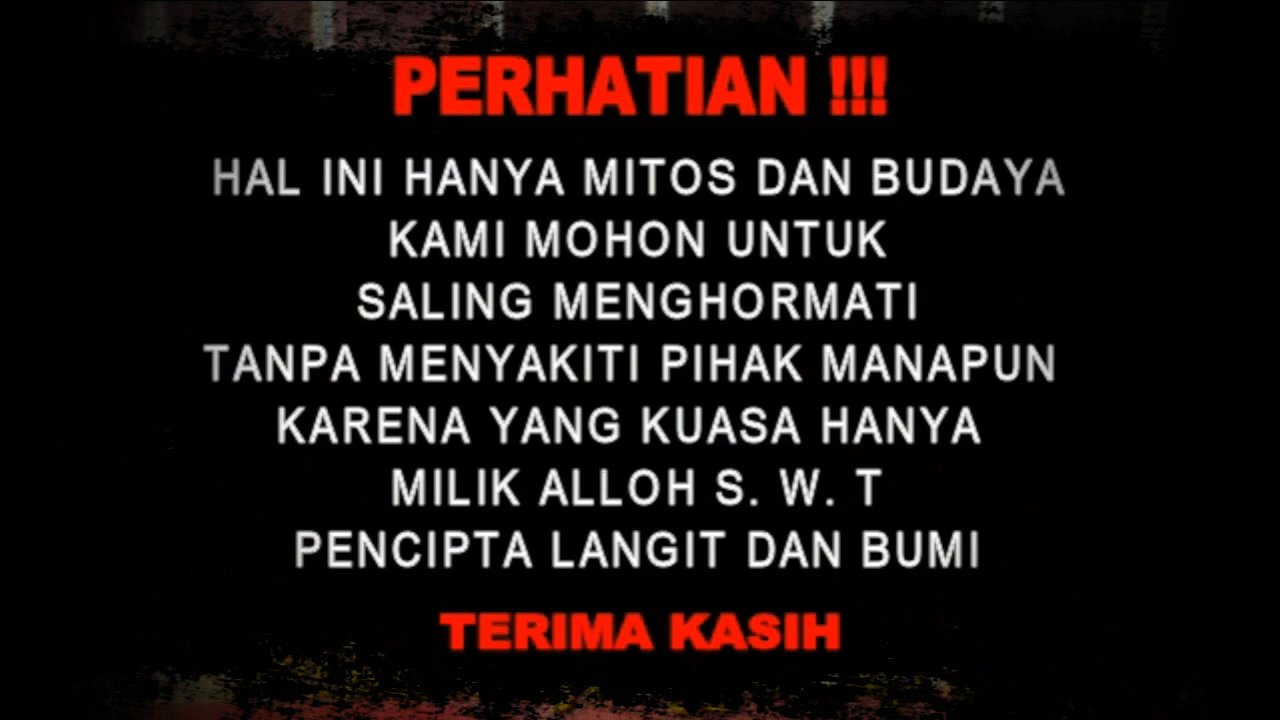 PERHATIAN !!!
HAL INI HANYA MITOS DAN BUDAYA
KAMI MOHON UNTUK
SALING MENGHORMATI
TANPA MENYAKITI PIHAK MANAPUN
KARENA YANG KUASA HANYA
MILIK ALLOH S. W. T
PENCIPTA LANGIT DAN BUMI
TERIMA KASIH